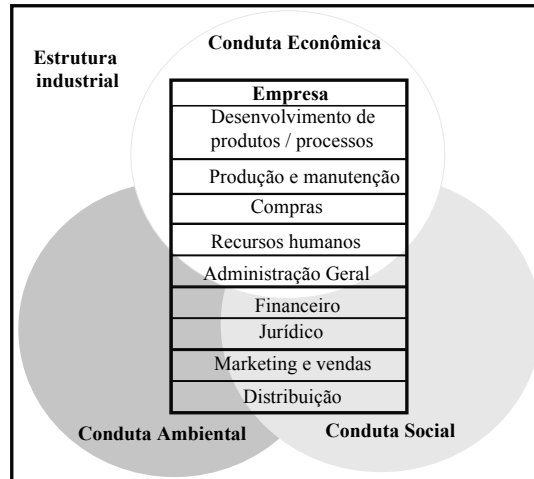 Conduta Econômica
Estrutura
industrial
Empresa
Desenvolvimento de
produtos / processos
Produção e manutenção
Compras
Recursos humanos
Administração Geral
Financeiro
Jurídico
Marketing e vendas
Distribuição
Conduta Ambiental
Conduta Social